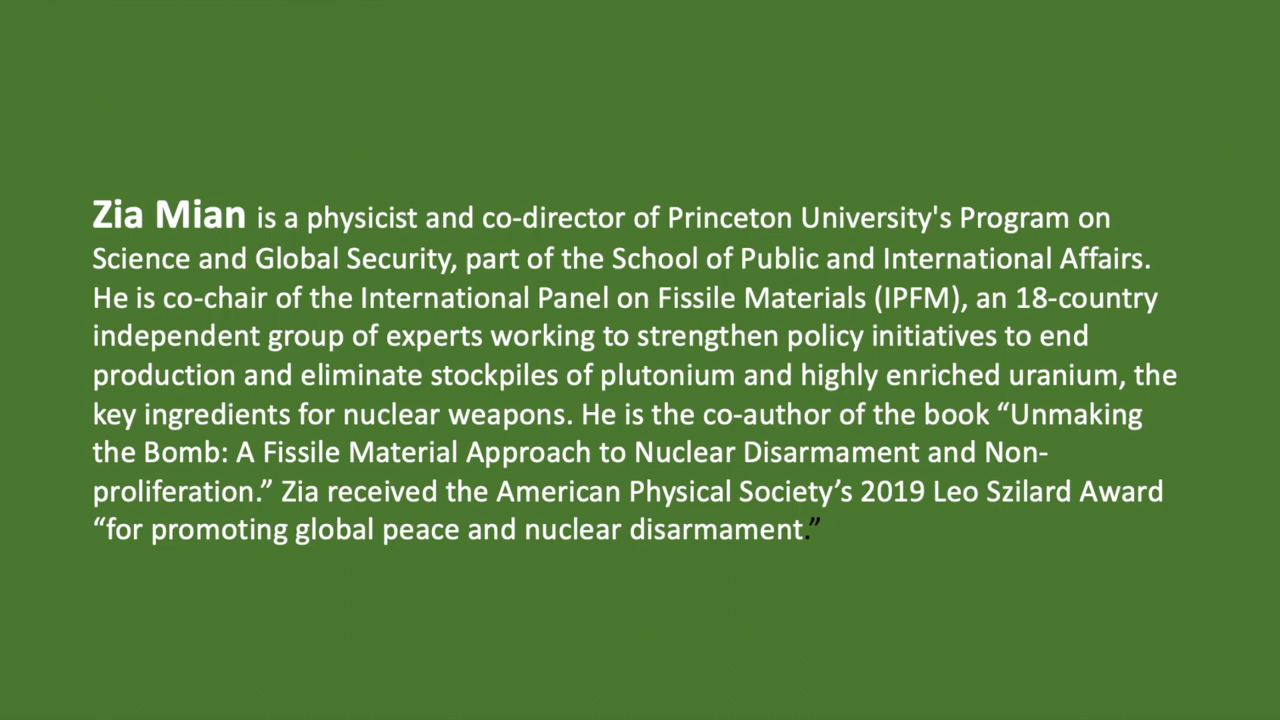 Zia Mian is a physicist and co-director of Princeton University's Program on
Science and Global Security, part of the School of Public and International Affairs.
He is co-chair of the International Panel on Fissile Materials (IPFM), an 18-country
independent group of experts working to strengthen policy initiatives to end
production and eliminate stockpiles of plutonium and highly enriched uranium, the
key ingredients for nuclear weapons. He is the co-author of the book “Unmaking
the Bomb: A Fissile Material Approach to Nuclear Disarmament and Non-
proliferation.” Zia received the American Physical Society’s 2019 Leo Szilard Award
“for promoting global peace and nuclear disarmament.”